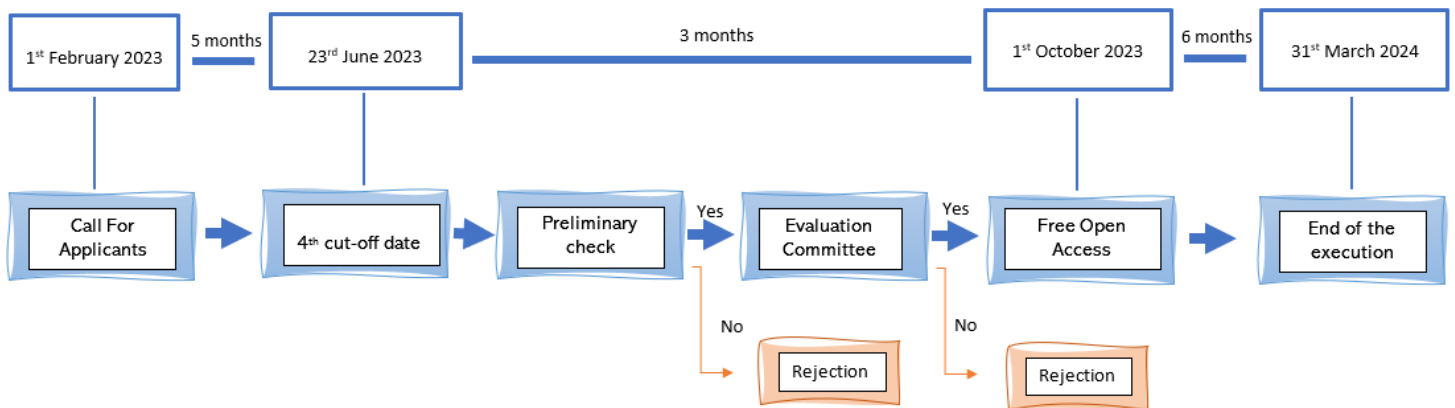 1st February 2023
5 months
23rd June 2023
3 months
1st October 2023
6 months
31st March 2024
Call For
Applicants
4th cut-off date
Preliminary
check
Yes
Evaluation
Committee
Yes
Free Open
Access
End of the
execution
No
Rejection
No
Rejection